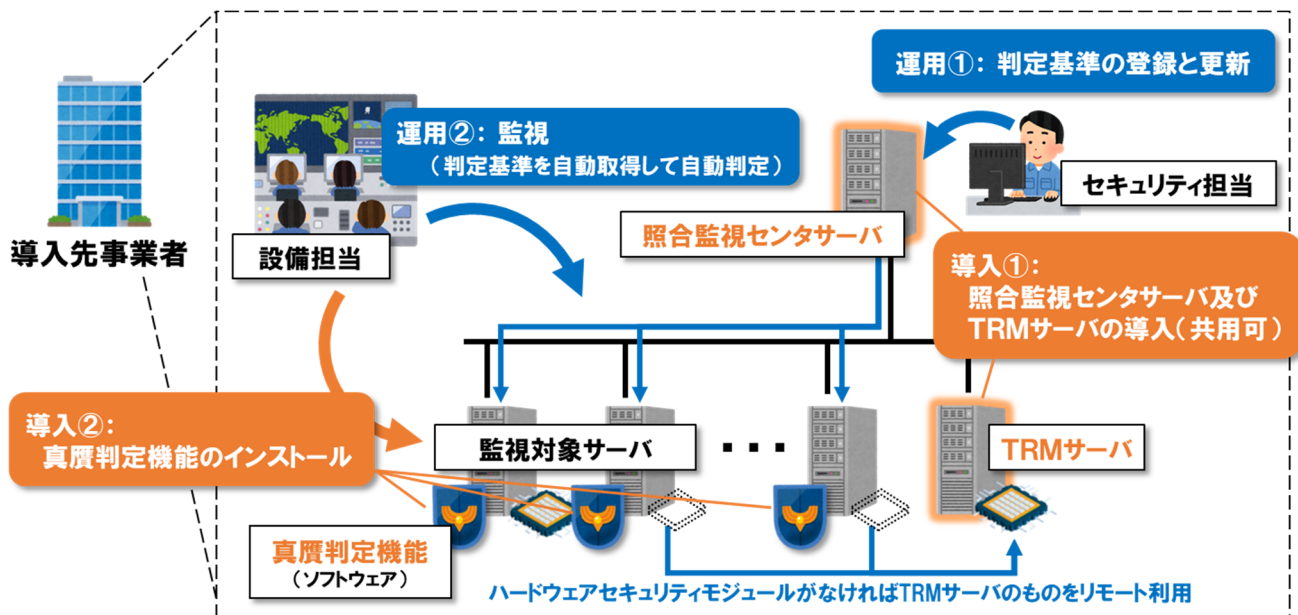 運用①: 判定基準の登録と更新
運用②: 監視
(判定基準を自動取得して自動判定)
セキュリティ担当
照合監視センタサーバ
導入先事業者
設備担当
導入①:
照合監視センタサーバ及び
TRMサーバの導入(共用可)
導入②:
真贋判定機能のインストール
監視対象サーバ
・・・
TRMサーバ
真贋判定機能
(ソフトウェア)
ハードウェアセキュリティモジュールがなければTRMサーバのものをリモート利用